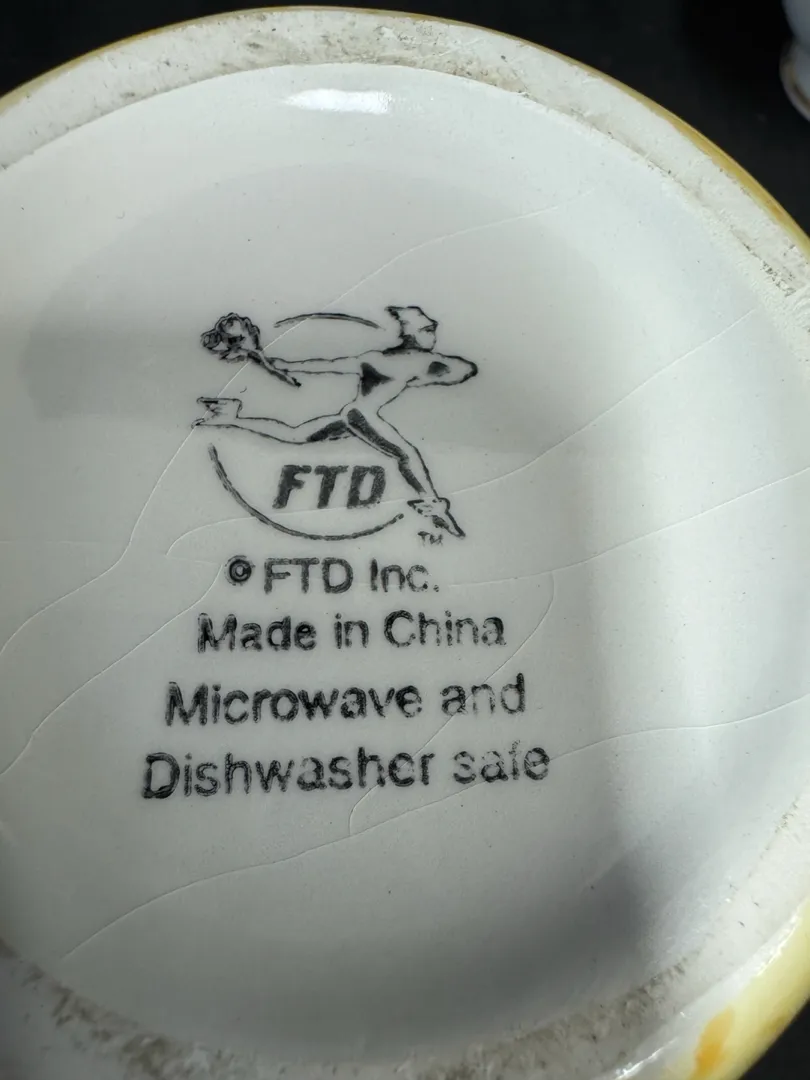 FTD
TM
© FTD Inc.
Made in China
Microwave and
Dishwasher safe